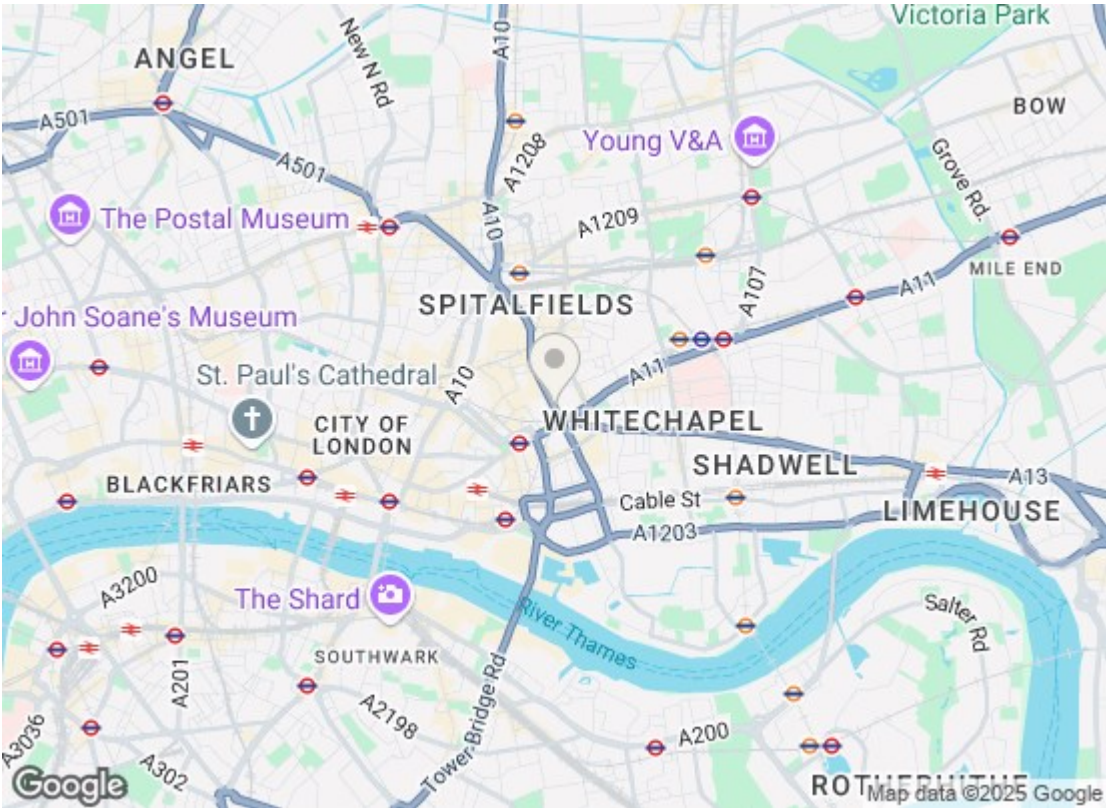 Victoria Park
ANGEL
New N Rd
A10
BOW
A501
A1208
Young V&A
Grove Rd.
A501
The Postal Museum
A10
A1209
MILE END
SPITALFIELDS
A107
A11
John Soane's Museum
A11
St. Paul's Cathedral
A10
CITY OF
LONDON
WHITECHAPEL
SHADWELL
A13
BLACKFRIARS
Cable St
LIMEHOUSE
A1203
A3200
The Shard
River Thames
Salter Rd
SOUTHWARK
A201
A2198
Tower Bridge Rd
A200
A3036
A302
ROTHERHITHE
Google
Map data ©2025 Google